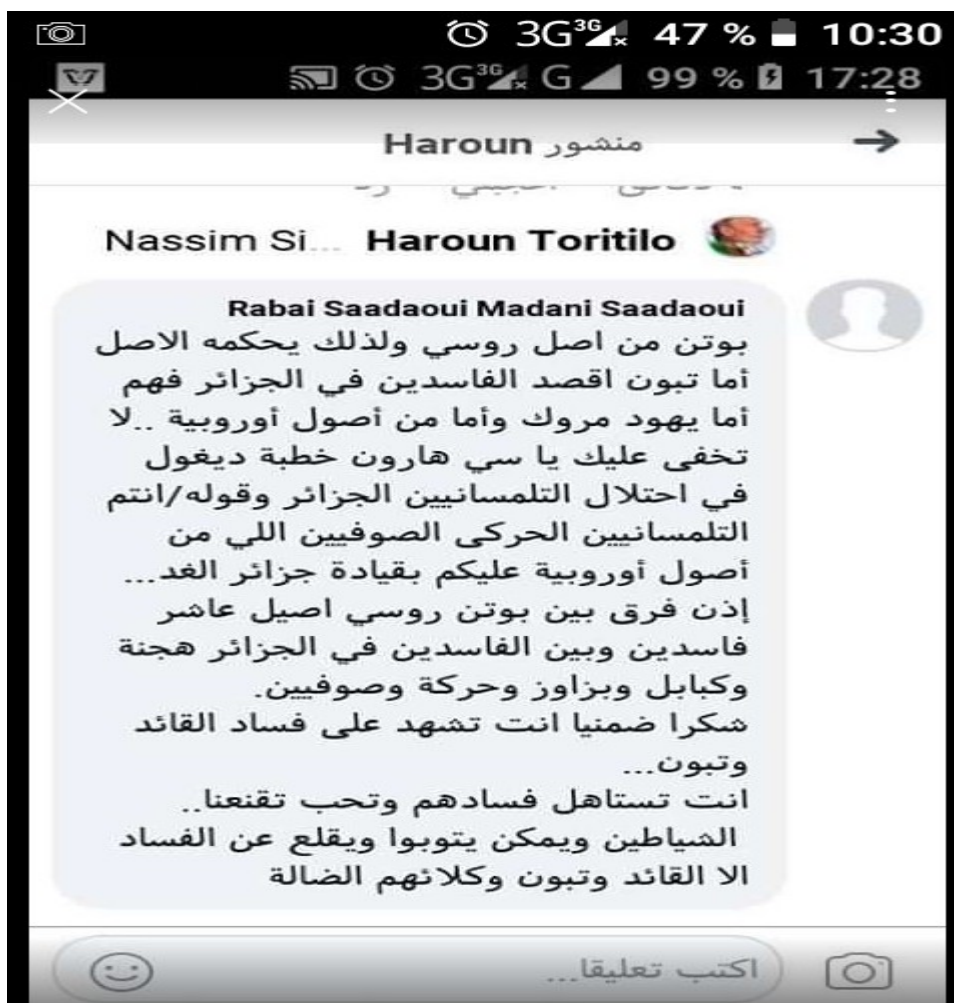 3G 3G 47 % 10:30
3G 3G G 99 % 17:28
منشور Haroun
Nassim Si... Haroun Toritilo
Rabai Saadaoui Madani Saadaoui
بوتن من اصل روسي ولذلك يحكمه الاصل
أما تبون اقصد الفاسدين في الجزائر فهم
أما يهود مروك وأما من أصول أوروبية ..لا
تخفى عليك يا سي هارون خطبة ديغول
في احتلال التلمسانيين الجزائر وقوله/انتم
التلمسانيين الحركى الصوفيين اللي من
أصول أوروبية عليكم بقيادة جزائر الغد...
إذن فرق بين بوتن روسي اصيل عاشر
فاسدين وبين الفاسدين في الجزائر هجنة
وكبابل وبزاوز وحركة وصوفيين.
شكرا ضمنيا انت تشهد على فساد القائد
وتبون...
انت تستاهل فسادهم وتحب تقنعنا..
الشياطين ويمكن يتوبوا ويقلع عن الفساد
الا القائد وتبون وكلائهم الضالة
اكتب تعليقا...